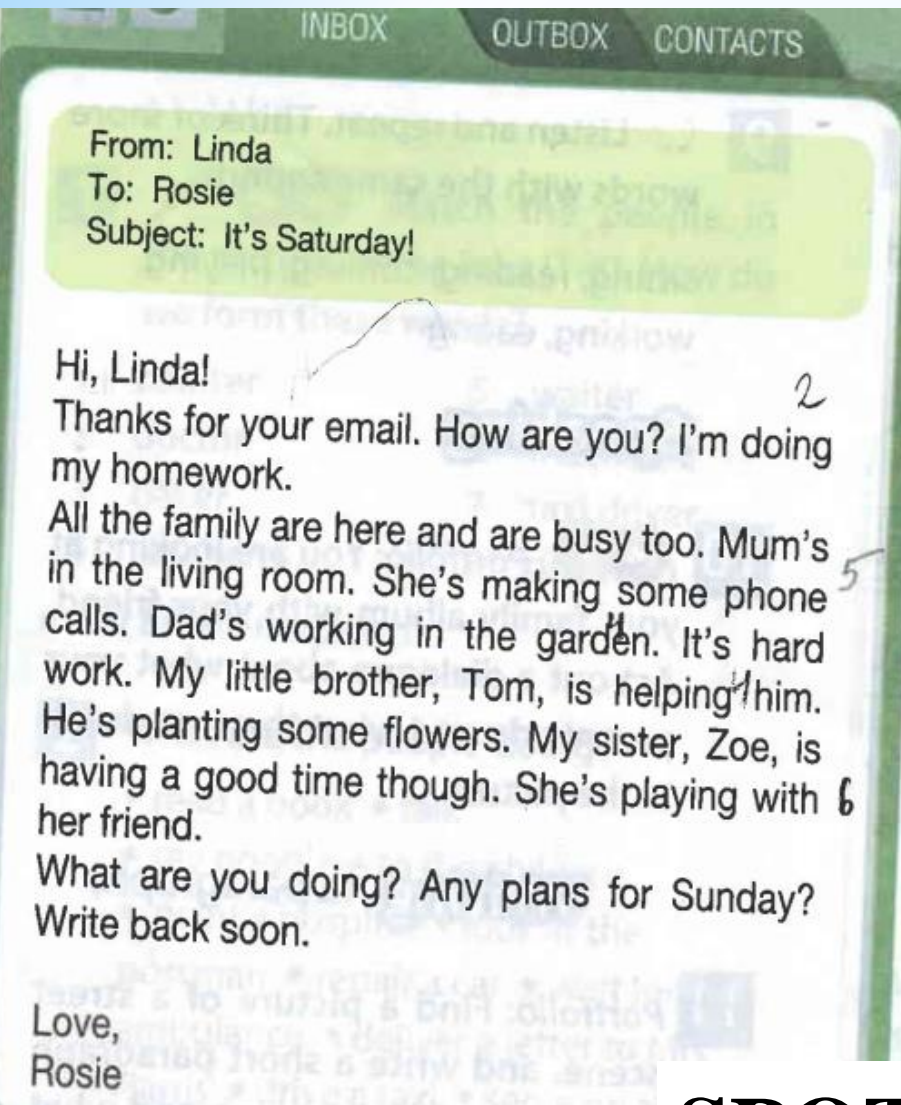 INBOX OUTBOX CONTACTS
From: Linda
To: Rosie
Subject: It's Saturday!
Hi, Linda!
2
Thanks for your email. How are you? I'm doing
my homework.
All the family are here and are busy too. Mum's
in the living room. She's making some phone 5
calls. Dad's working in the garden. It's hard
work. My little brother, Tom, is helping him.
He's planting some flowers. My sister, Zoe, is
having a good time though. She's playing with 6
her friend.
What are you doing? Any plans for Sunday?
Write back soon.
Love,
Rosie